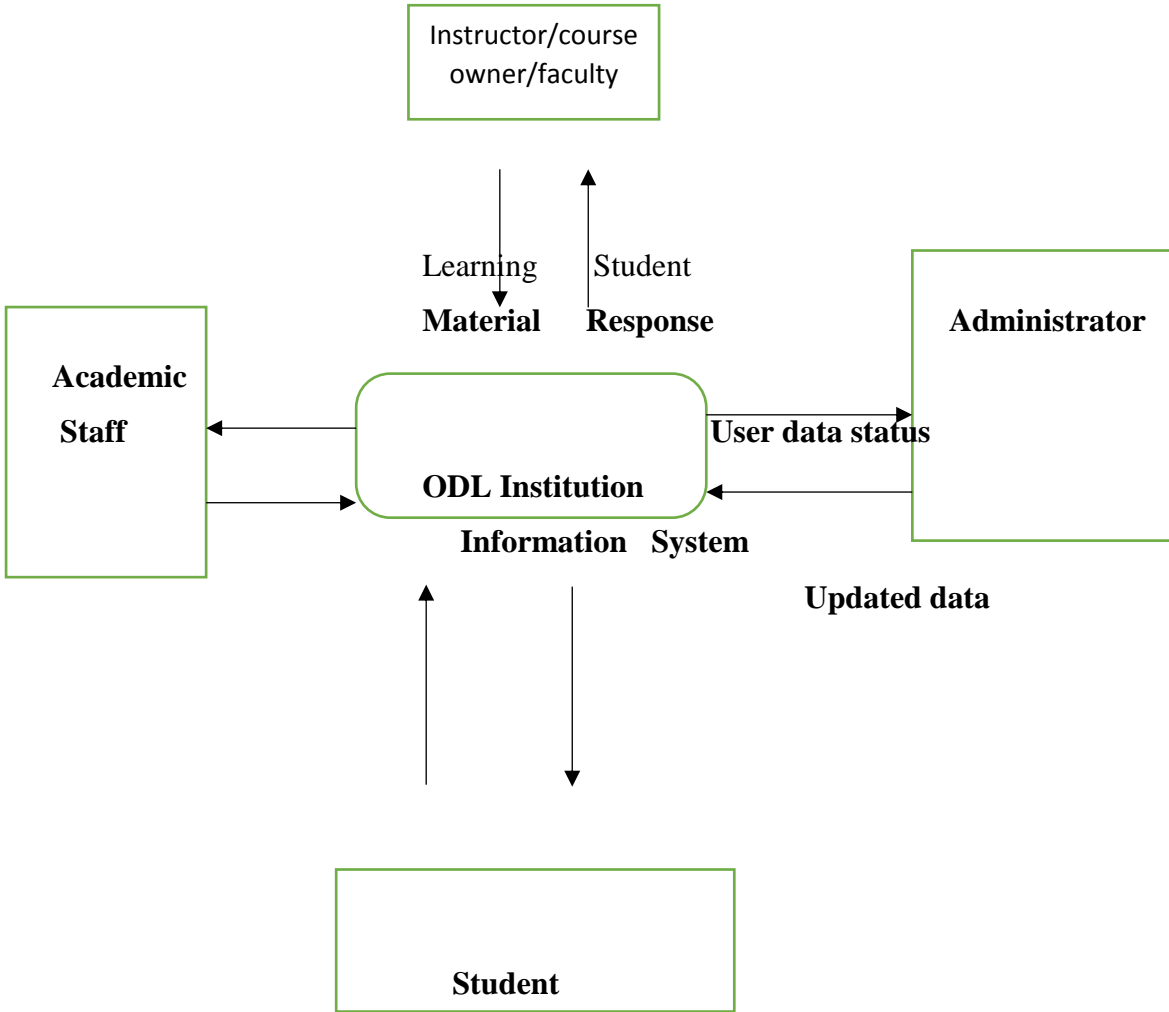 Instructor/course
owner/faculty
Learning Student
Material Response
Administrator
Academic
Staff
User data status
ODL Institution
Information System
Updated data
Student